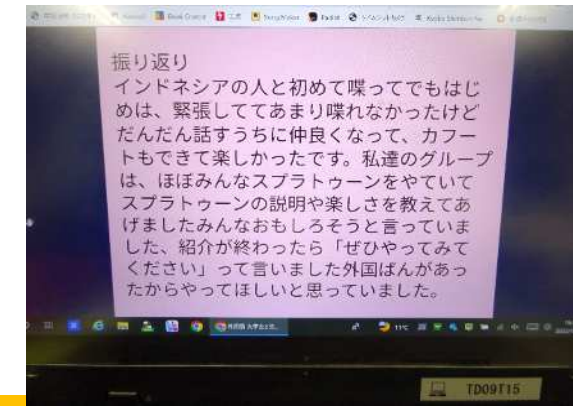 Book Creator
Padlet
振り返り
インドネシアの人と初めて喋ってでもはじ
めは、緊張しててあまり喋れなかったけど
だんだん話すうちに仲良くなって、カフー
トもできて楽しかったです。私達のグループ
は、ほぼみんなスプラトゥーンをやていて
スプラトゥーンの説明や楽しさを教えてあ
げましたみんなおもしろそうと言っていま
した、紹介が終わったら「ぜひやってみて
ください」って言いました外国ばんがあっ
たからやってほしいと思っていました。
11℃
TD09T15